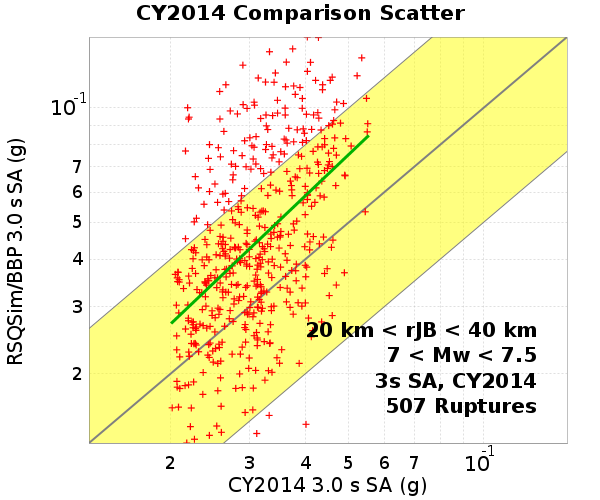 CY2014 Comparison Scatter
RSQSim/BBP 3.0 s SA (g)
10-1
7
6
5
4
3
2
20 km < rJB < 40 km
7 < Mw < 7.5
3s SA, CY2014
507 Ruptures
2 3 4 5 6 7 10-1
CY2014 3.0 s SA (g)